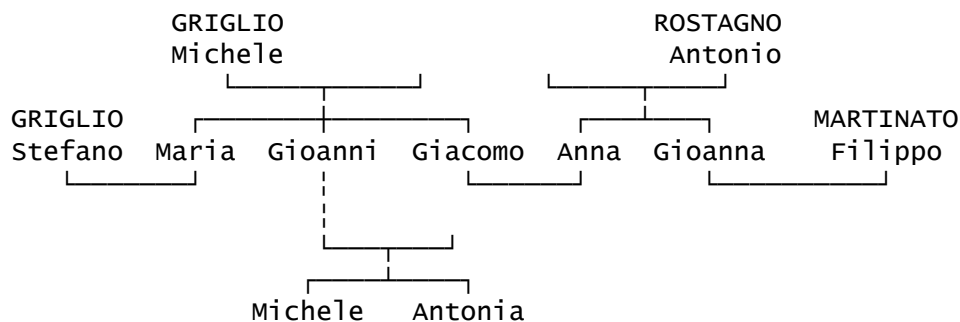 GRIGLIO ROSTAGNO
Michele Antonio
GRIGLIO MARTINATO
Stefano Maria Gioanni Giacomo Anna Gioanna Filippo
Michele Antonia